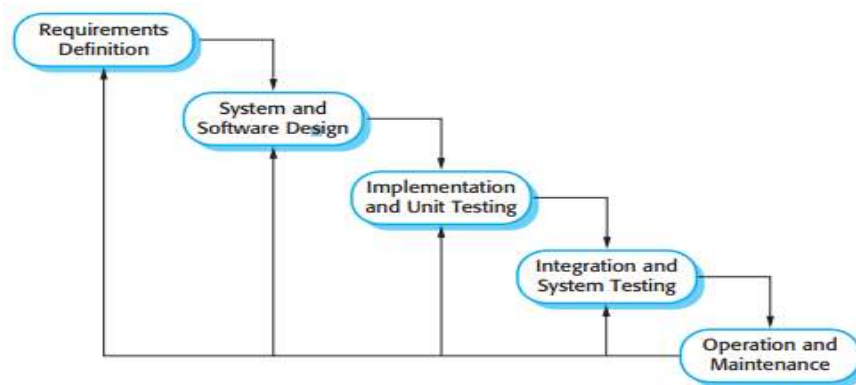 Requirements
Definition
System and
Software Design
Implementation
and Unit Testing
Integration and
System Testing
Operation and
Maintenance